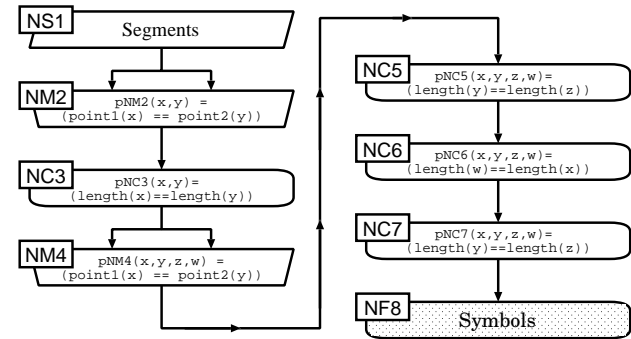 NS1
Segments
NM2
pNM2(x,y) =
(point1(x) == point2(y))
NC3
pNC3(x,y)=
(length(x)==length(y))
NM4
pNM4(x,y,z,w) =
(point1(x) == point2(y))
NC5
pNC5(x,y,z,w)=
(length(y)==length(z))
NC6
pNC6(x,y,z,w)=
(length(w)==length(x))
NC7
pNC7(x,y,z,w)=
(length(y)==length(z))
NF8
Symbols